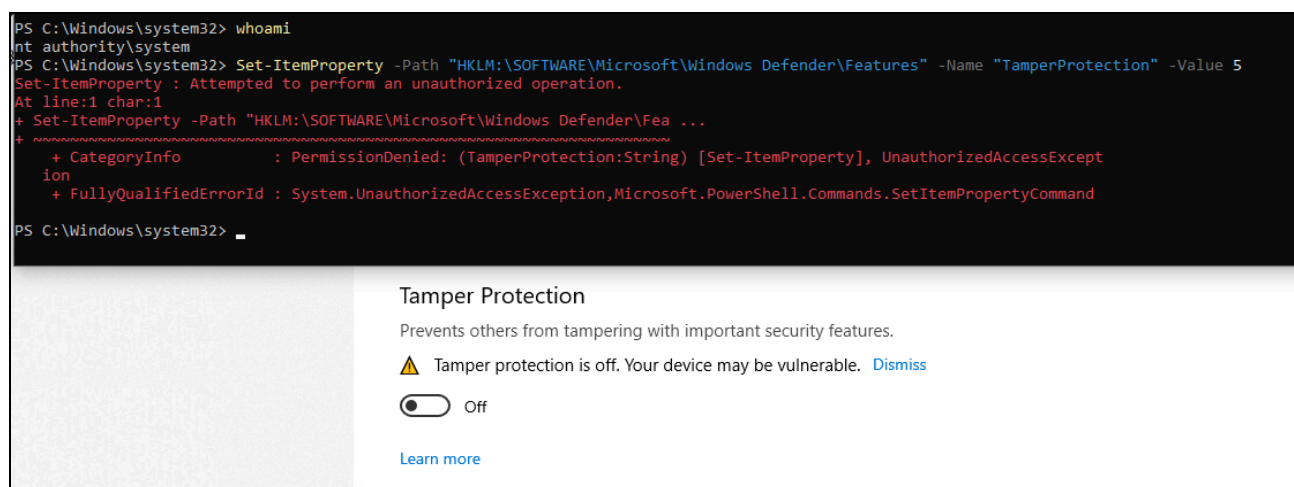 PS C:\Windows\system32> whoami
nt authority\system
PS C:\Windows\system32> Set-ItemProperty -Path "HKLM:\SOFTWARE\Microsoft\Windows Defender\Features" -Name "TamperProtection" -Value 5
Set-ItemProperty : Attempted to perform an unauthorized operation.
At line:1 char:1
+ Set-ItemProperty -Path "HKLM:\SOFTWARE\Microsoft\Windows Defender\Fea ...
+ ~~~~~~~~~~~~~~~~~~~~~~~~~~~~~~~~~~~~~~~~~~~~~~~~~~~~~~~~~~~~~~~~~~~~~
    + CategoryInfo          : PermissionDenied: (TamperProtection:String) [Set-ItemProperty], UnauthorizedAccessExcept
   ion
    + FullyQualifiedErrorId : System.UnauthorizedAccessException,Microsoft.PowerShell.Commands.SetItemPropertyCommand
PS C:\Windows\system32> _
Tamper Protection
Prevents others from tampering with important security features.
Tamper protection is off. Your device may be vulnerable. Dismiss
Off
Learn more